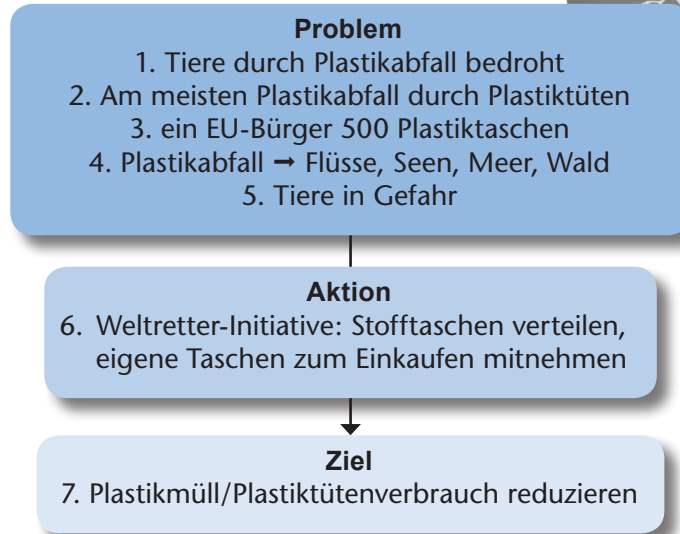 Problem
1. Tiere durch Plastikabfall bedroht
2. Am meisten Plastikabfall durch Plastiktüten
3. ein EU-Bürger 500 Plastiktaschen
4. Plastikabfall → Flüsse, Seen, Meer, Wald
5. Tiere in Gefahr
Aktion
6. Weltretter-Initiative: Stofftaschen verteilen,
eigene Taschen zum Einkaufen mitnehmen
Ziel
7. Plastikmüll/Plastiktütenverbrauch reduzieren